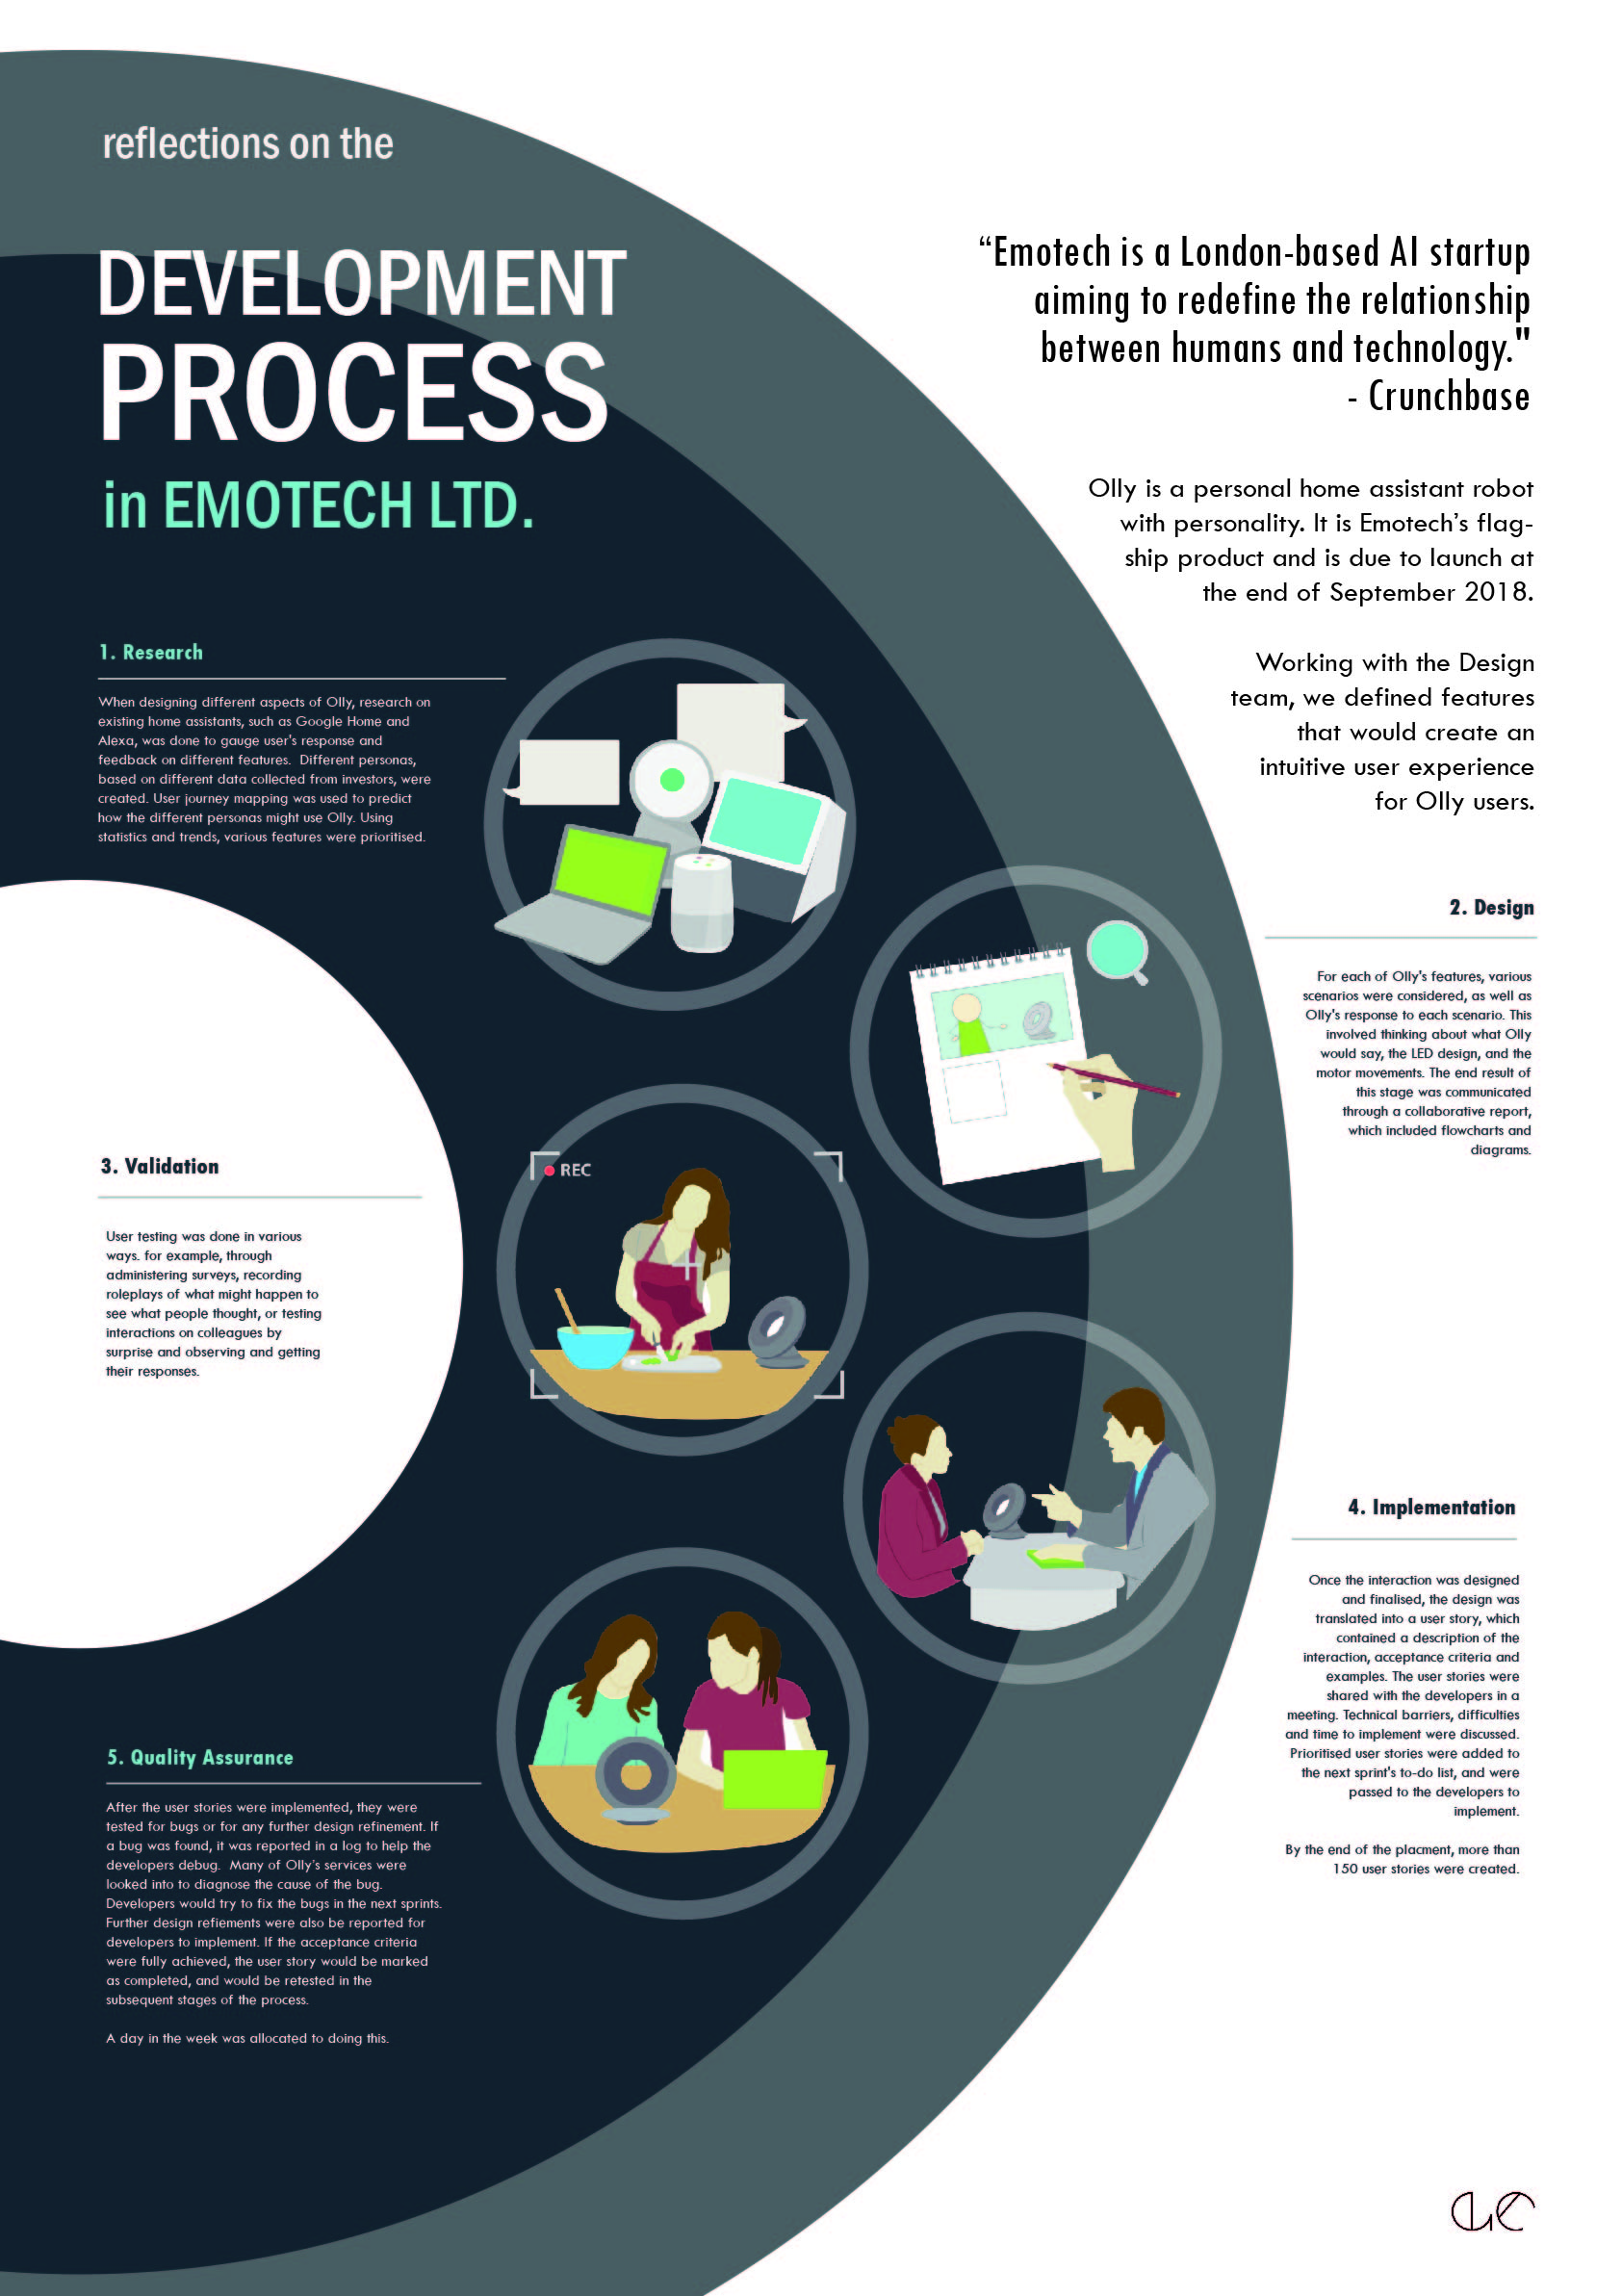 reflections on the
DEVELOPMENT
PROCESS
in EMOTECH LTD.
“Emotech is a London-based AI startup
aiming to redefine the relationship
between humans and technology."
- Crunchbase
Olly is a personal home assistant robot
with personality. It is Emotech’s flag-
ship product and is due to launch at
the end of September 2018.
Working with the Design
team, we defined features
that would create an
intuitive user experience
for Olly users.
1. Research
When designing different aspects of Olly, research on
existing home assistants, such as Google Home and
Alexa, was done to gauge user's response and
feedback on different features. Different personas,
based on different data collected from investors, were
created. User journey mapping was used to predict
how the different personas might use Olly. Using
statistics and trends, various features were prioritised.
2. Design
For each of Olly's features, various
scenarios were considered, as well as
Olly's response to each scenario. This
involved thinking about what Olly
would say, the LED design, and the
motor movements. The end result of
this stage was communicated
through a collaborative report,
which included flowcharts and
diagrams.
3. Validation
User testing was done in various
ways. for example, through
administering surveys, recording
roleplays of what might happen to
see what people thought, or testing
interactions on colleagues by
surprise and observing and getting
their responses.
REC
4. Implementation
Once the interaction was designed
and finalised, the design was
translated into a user story, which
contained a description of the
interaction, acceptance criteria and
examples. The user stories were
shared with the developers in a
meeting. Technical barriers, difficulties
and time to implement were discussed.
Prioritised user stories were added to
the next sprint's to-do list, and were
passed to the developers to
implement.
By the end of the placment, more than
150 user stories were created.
5. Quality Assurance
After the user stories were implemented, they were
tested for bugs or for any further design refinement. If
a bug was found, it was reported in a log to help the
developers debug. Many of Olly's services were
looked into to diagnose the cause of the bug.
Developers would try to fix the bugs in the next sprints.
Further design refiements were also be reported for
developers to implement. If the acceptance criteria
were fully achieved, the user story would be marked
as completed, and would be retested in the
subsequent stages of the process.
A day in the week was allocated to doing this.